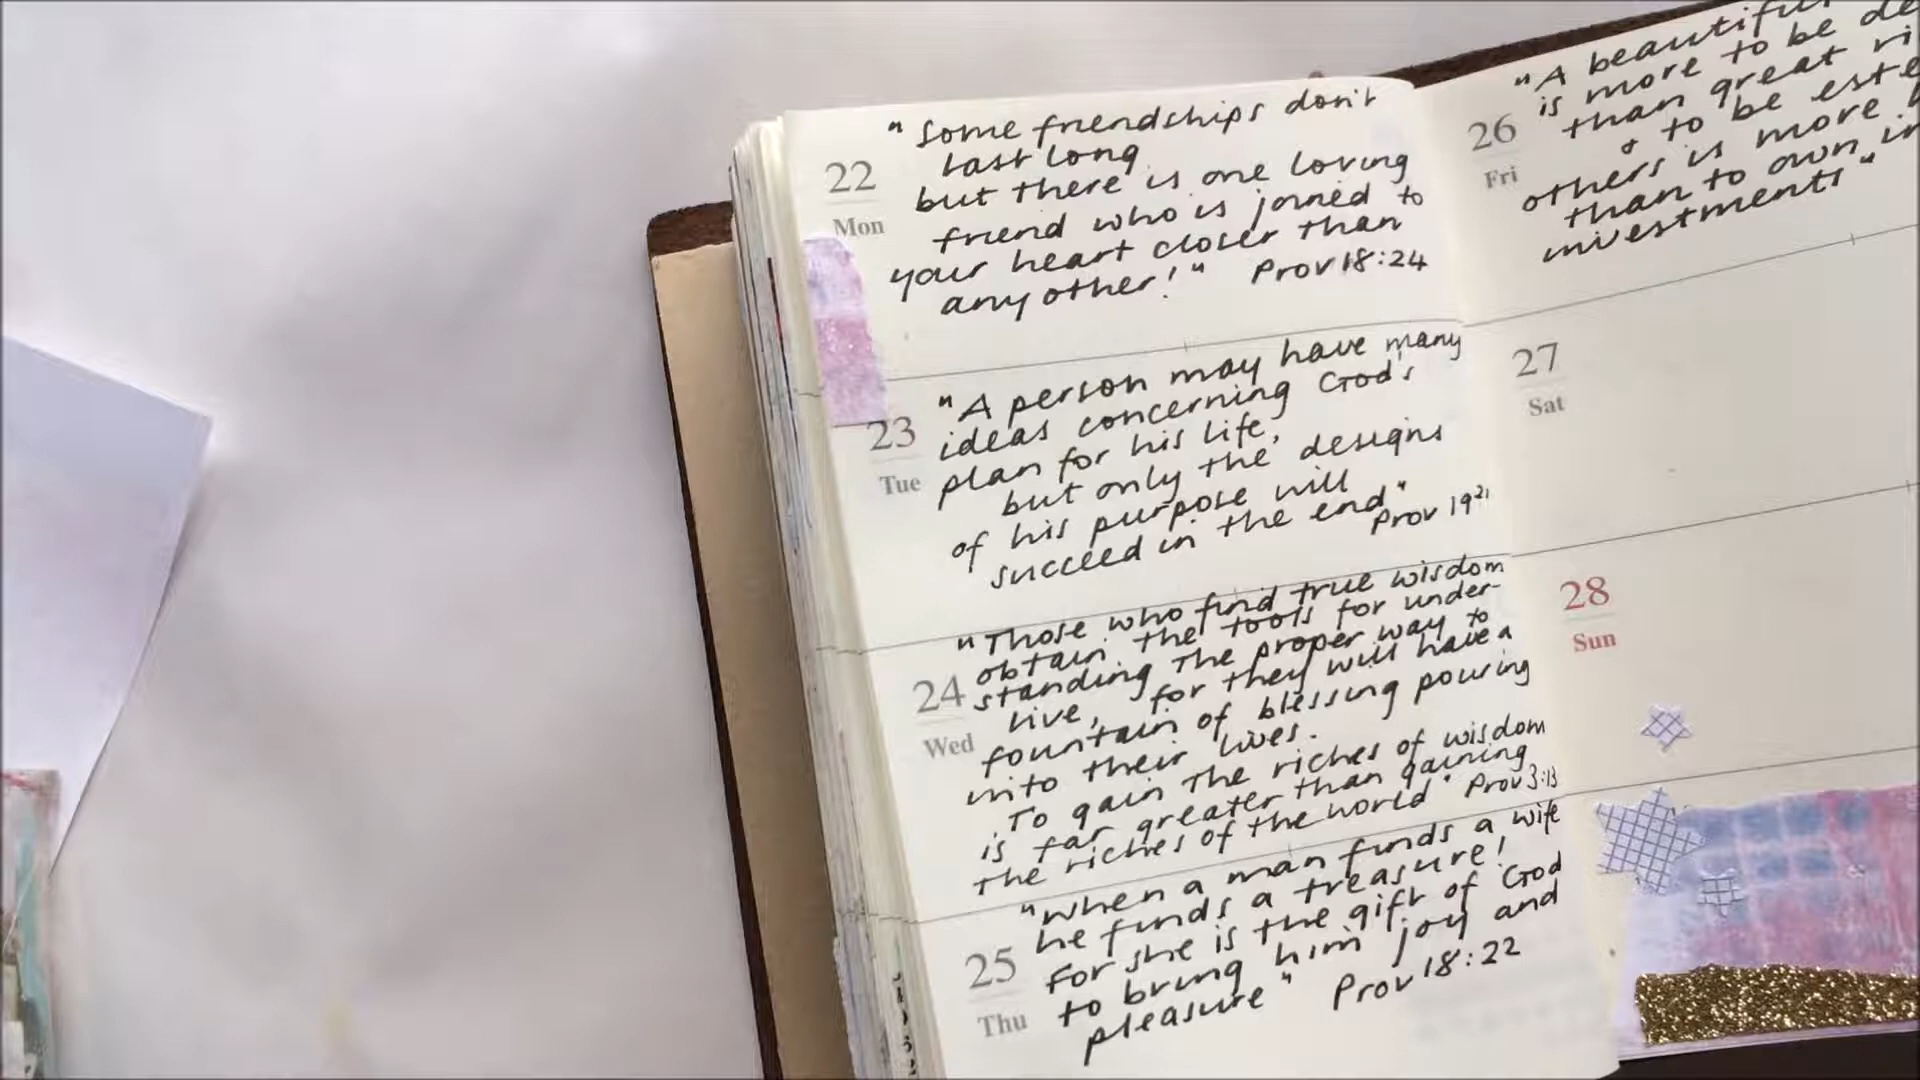 22
Mon
"Some friendships don't
last long
but there is one loving
friend who is joined to
your heart closer than
any other!" Prov 18:24
23
Tue
"A person may have many
ideas concerning God's
plan for his life,
but only the designs
of his purpose will
succeed in the end"
Prov 19 21
24
Wed
"Those who find true wisdom
obtain the tools for under-
standing the proper way to
live, for they will have a
fountain of blessing pouring
into their lives.
To gain the riches of wisdom
is far greater than gaining
the riches of the world" Prov 3:13
25
Thu
"When a man finds a wife
he finds a treasure!
For she is the gift of God
to bring him joy and
pleasure" Prov 18:22
26
Fri
"A beautiful
is more to be de
than great ri
& to be este
others is more
than to own in
investments"
27
Sat
28
Sun